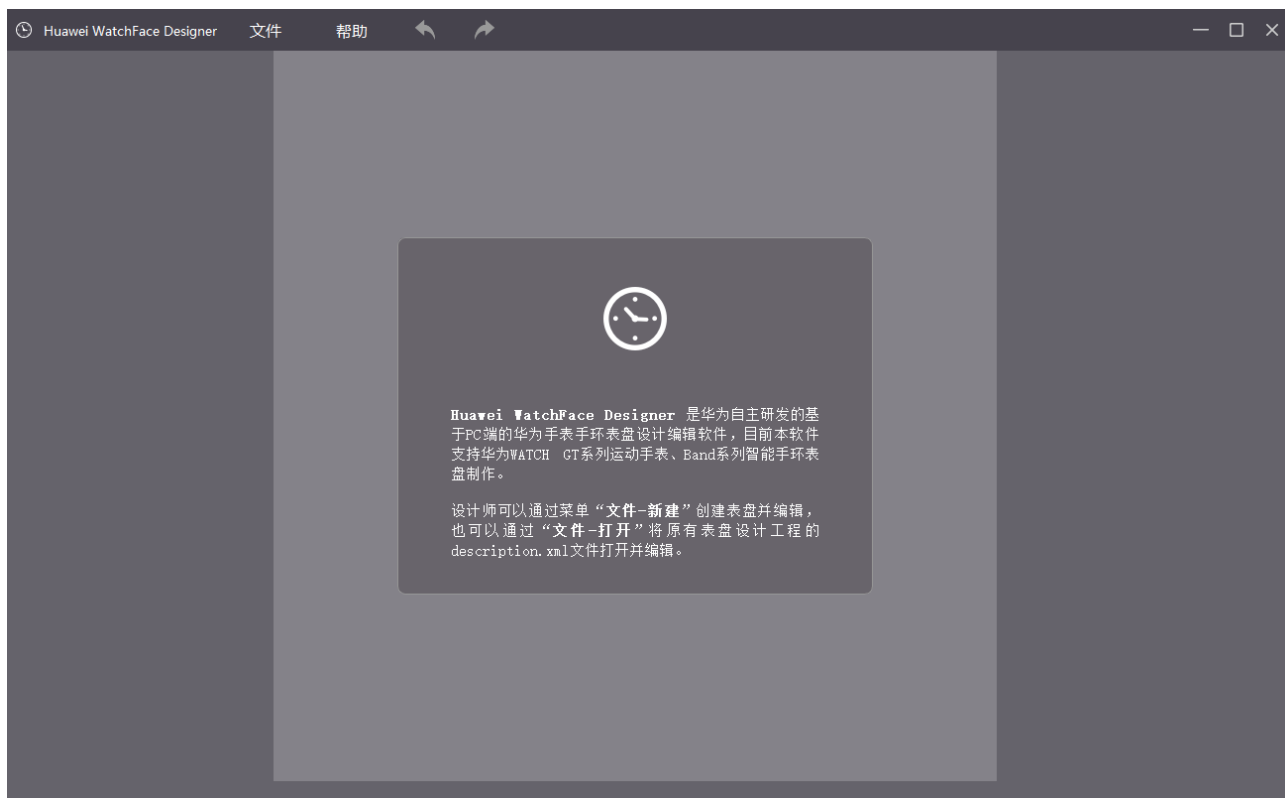 Huawei WatchFace Designer 文件 帮助
Huawei WatchFace Designer 是华为自主研发的基
于PC端的华为手表手环表盘设计编辑软件，目前本软件
支持华为WATCH GT系列运动手表、Band系列智能手环表
盘制作。
设计师可以通过菜单“文件-新建”创建表盘并编辑，
也可以通过“文件-打开”将原有表盘设计工程的
description.xml文件打开并编辑。